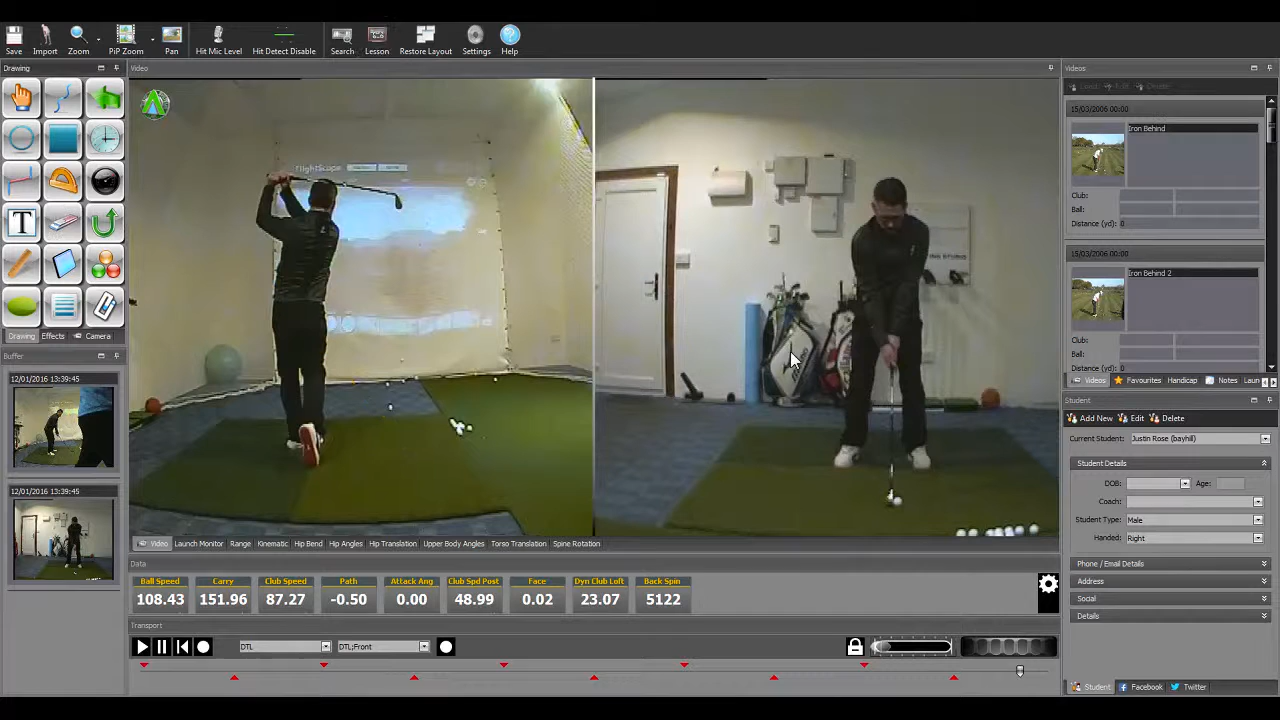 Save Import Zoom PiP Zoom Pan Hit Mic Level Hit Detect Disable Search Lesson Restore Layout Settings Help
Drawing
Video
Videos
15/03/2006 00:00
Iron Behind
Club:
Ball:
Distance (yd): 0
15/03/2006 00:00
Iron Behind 2
Club:
Ball:
Distance (yd): 0
Videos Favourites Handicap Notes Laun
T
Drawing Effects Camera
Buffer
12/01/2016 13:39:45
12/01/2016 13:39:45
FlightScope
MIZUNO
Student
Add New Edit Delete
Current Student: Justin Rose (bayhill)
Student Details
DOB: Age:
Coach:
Student Type: Male
Handed: Right
Phone / Email Details
Address
Social
Details
Student Facebook Twitter
Video Launch Monitor Range Kinematic Hip Bend Hip Angles Hip Translation Upper Body Angles Torso Translation Spine Rotation
Data
Ball Speed Carry Club Speed Path Attack Ang Club Spd Post Face Dyn Club Loft Back Spin
108.43 151.96 87.27 -0.50 0.00 48.99 0.02 23.07 5122
Transport
DTL DTL;Front